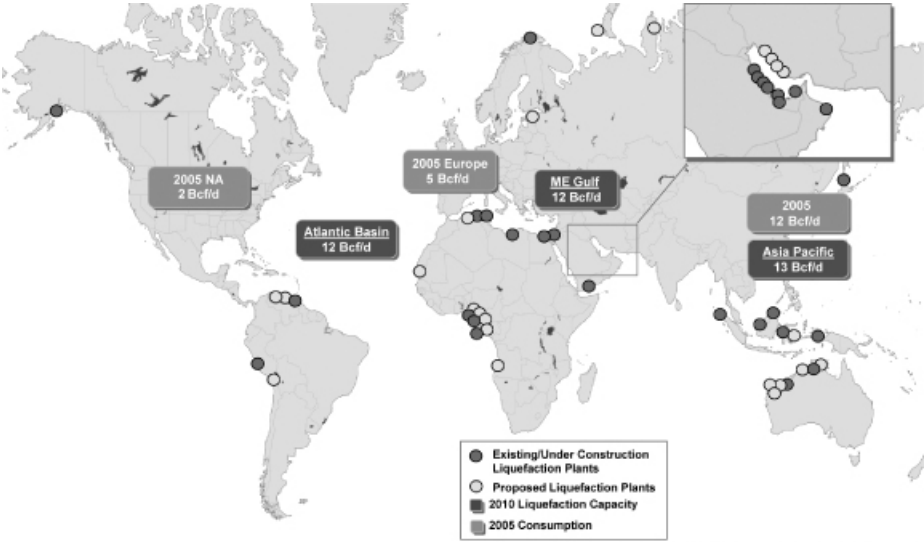 2005 NA
2 Bcf/d
2005 Europe
5 Bcf/d
ME Gulf
12 Bcf/d
Atlantic Basin
12 Bcf/d
2005
12 Bcf/d
Asia Pacific
13 Bcf/d
Existing/Under Construction
Liquefaction Plants
Proposed Liquefaction Plants
2010 Liquefaction Capacity
2005 Consumption